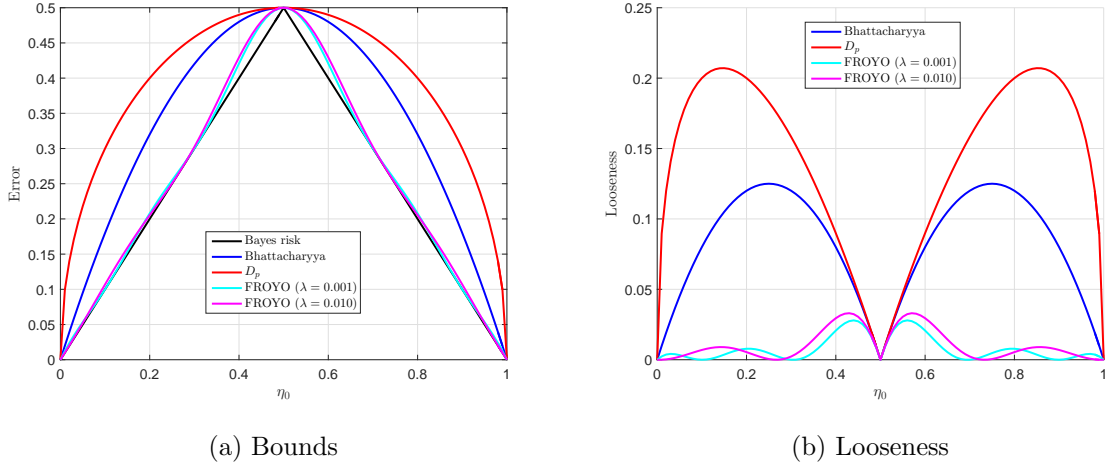 0.5
0.45
0.4
0.35
0.3
0.25
0.2
0.15
0.1
0.05
0
Error
Bayes risk
Bhattacharyya
D_p
FROYO (λ = 0.001)
FROYO (λ = 0.010)
0 0.2 0.4 0.6 0.8 1
η_0
(a) Bounds
0.25
0.2
0.15
0.1
0.05
0
Looseness
Bhattacharyya
D_p
FROYO (λ = 0.001)
FROYO (λ = 0.010)
0 0.2 0.4 0.6 0.8 1
η_0
(b) Looseness